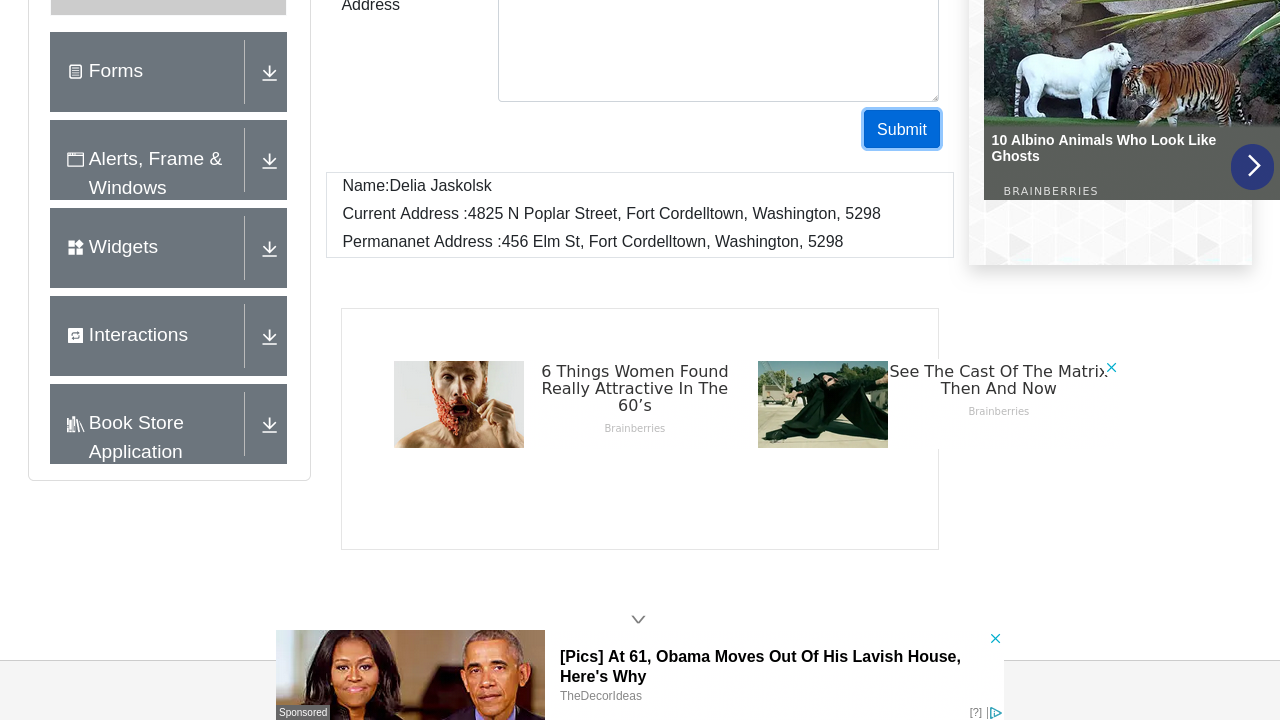 Address
Forms
Alerts, Frame &
Windows
Widgets
Interactions
Book Store
Application
Submit
Name:Delia Jaskolsk
Current Address :4825 N Poplar Street, Fort Cordelltown, Washington, 5298
Permananet Address :456 Elm St, Fort Cordelltown, Washington, 5298
10 Albino Animals Who Look Like
Ghosts
BRAINBERRIES
6 Things Women Found
Really Attractive In The
60’s
Brainberries
See The Cast Of The Matrix
Then And Now
Brainberries
[Pics] At 61, Obama Moves Out Of His Lavish House,
Here's Why
TheDecorIdeas
Sponsored
[?]